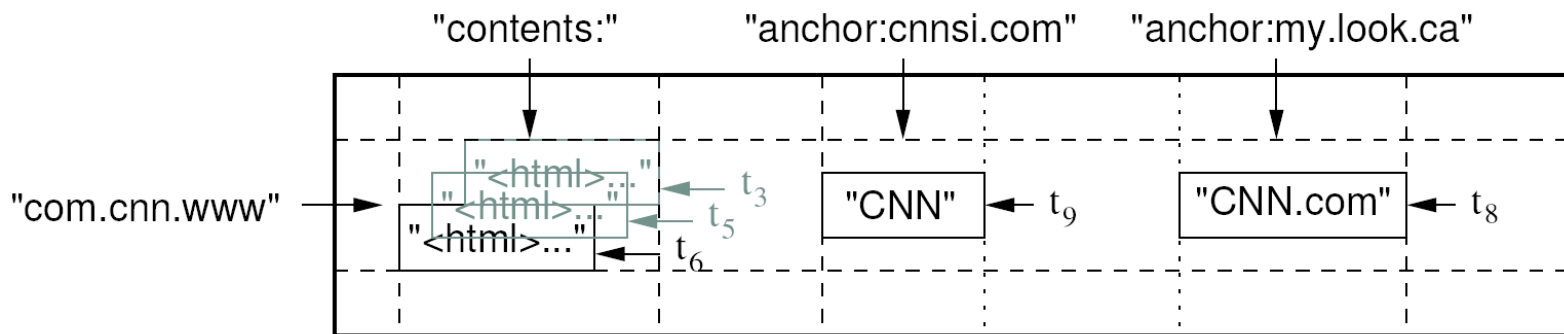 "contents:" "anchor:cnnsi.com" "anchor:my.look.ca"
"<html>..." t3
"com.cnn.www" "<html>..." t5 "CNN" t9 "CNN.com" t8
"<html>..." t6